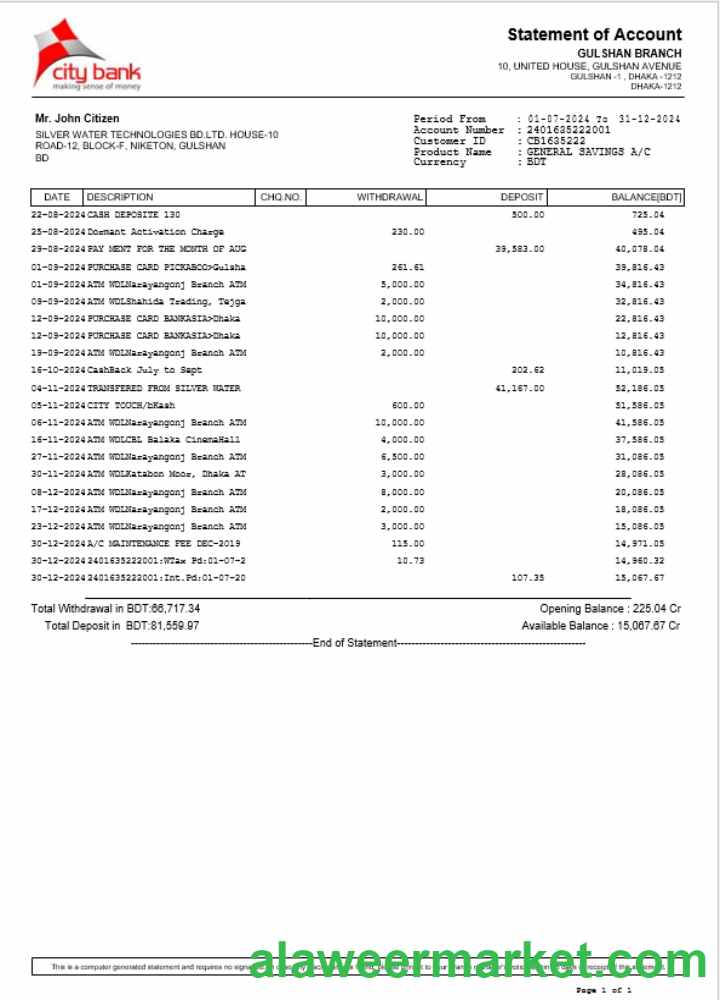 Statement of Account
GULSHAN BRANCH
10, UNITED HOUSE, GULSHAN AVENUE
GULSHAN -1 , DHAKA -1212
DHAKA-1212
city bank
making sense of money
Mr. John Citizen
SILVER WATER TECHNOLOGIES BD.LTD. HOUSE-10
ROAD-12, BLOCK-F, NIKETON, GULSHAN
BD
Period From : 01-07-2024 To 31-12-2024
Account Number : 2401635222001
Customer ID : CB1635222
Product Name : GENERAL SAVINGS A/C
Currency : BDT
DATE DESCRIPTION CHQ.NO. WITHDRAWAL DEPOSIT BALANCE[BDT]
22-08-2024 CASH DEPOSITE 130 500.00 725.04
25-08-2024 Dormant Activation Charge 230.00 495.04
29-08-2024 PAY MENT FOR THE MONTH OF AUG 39,583.00 40,078.04
01-09-2024 PURCHASE CARD PICKABOO>Gulsha 261.61 39,816.43
01-09-2024 ATM WDLNarayangonj Branch ATM 5,000.00 34,816.43
09-09-2024 ATM WDLShahida Trading, Tejga 2,000.00 32,816.43
12-09-2024 PURCHASE CARD BANKASIA>Dhaka 10,000.00 22,816.43
12-09-2024 PURCHASE CARD BANKASIA>Dhaka 10,000.00 12,816.43
19-09-2024 ATM WDLNarayangonj Branch ATM 2,000.00 10,816.43
16-10-2024 CashBack July to Sept 202.62 11,019.05
04-11-2024 TRANSFERED FROM SILVER WATER 41,167.00 52,186.05
05-11-2024 CITY TOUCH/bKash 600.00 51,586.05
06-11-2024 ATM WDLNarayangonj Branch ATM 10,000.00 41,586.05
16-11-2024 ATM WDLCBL Balaka CinemaHall 4,000.00 37,586.05
27-11-2024 ATM WDLNarayangonj Branch ATM 6,500.00 31,086.05
30-11-2024 ATM WDLKatabon Moor, Dhaka AT 3,000.00 28,086.05
08-12-2024 ATM WDLNarayangonj Branch ATM 8,000.00 20,086.05
17-12-2024 ATM WDLNarayangonj Branch ATM 2,000.00 18,086.05
23-12-2024 ATM WDLNarayangonj Branch ATM 3,000.00 15,086.05
30-12-2024 A/C MAINTENANCE FEE DEC-2019 115.00 14,971.05
30-12-2024 2401635222001:WTax Pd:01-07-2 10.73 14,960.32
30-12-2024 2401635222001:Int.Pd:01-07-20 107.35 15,067.67
Total Withdrawal in BDT:66,717.34 Opening Balance : 225.04 Cr
Total Deposit in BDT:81,559.97 Available Balance : 15,067.67 Cr
End of Statement
This is a computer generated statement and requires no
alaweermarket.com
Page 1 of 1